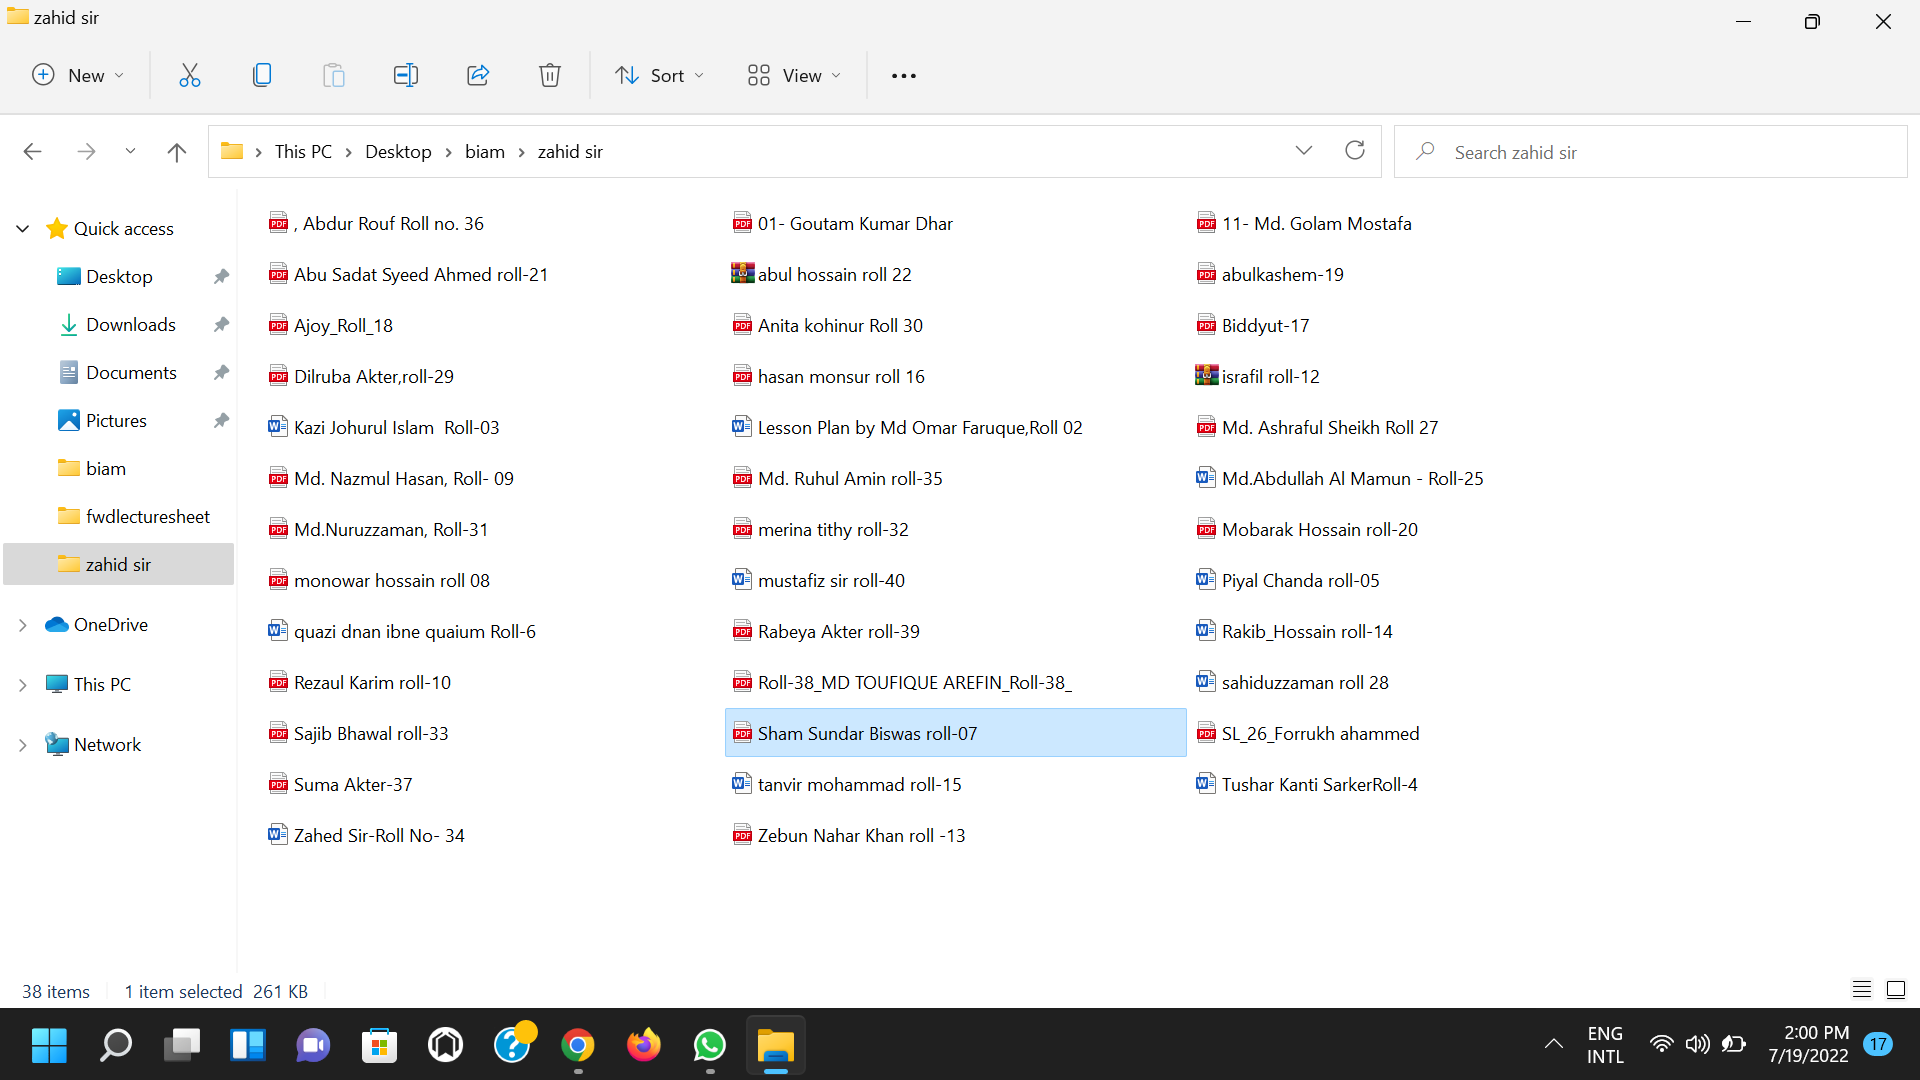 zahid sir
New
Sort
View
This PC > Desktop > biam > zahid sir
Search zahid sir
Quick access
Desktop
Downloads
Documents
Pictures
biam
fwdlecturesheet
zahid sir
OneDrive
This PC
Network
, Abdur Rouf Roll no. 36
01- Goutam Kumar Dhar
11- Md. Golam Mostafa
Abu Sadat Syeed Ahmed roll-21
abul hossain roll 22
abulkashem-19
Ajoy_Roll_18
Anita kohinur Roll 30
Biddyut-17
Dilruba Akter,roll-29
hasan monsur roll 16
israfil roll-12
Kazi Johurul Islam  Roll-03
Lesson Plan by Md Omar Faruque,Roll 02
Md. Ashraful Sheikh Roll 27
Md. Nazmul Hasan, Roll- 09
Md. Ruhul Amin roll-35
Md.Abdullah Al Mamun - Roll-25
Md.Nuruzzaman, Roll-31
merina tithy roll-32
Mobarak Hossain roll-20
monowar hossain roll 08
mustafiz sir roll-40
Piyal Chanda roll-05
quazi dnan ibne quaium Roll-6
Rabeya Akter roll-39
Rakib_Hossain roll-14
Rezaul Karim roll-10
Roll-38_MD TOUFIQUE AREFIN_Roll-38_
sahiduzzaman roll 28
Sajib Bhawal roll-33
Sham Sundar Biswas roll-07
SL_26_Forrukh ahammed
Suma Akter-37
tanvir mohammad roll-15
Tushar Kanti SarkerRoll-4
Zahed Sir-Roll No- 34
Zebun Nahar Khan roll -13
38 items
1 item selected 261 KB
ENG
INTL
2:00 PM
7/19/2022
17